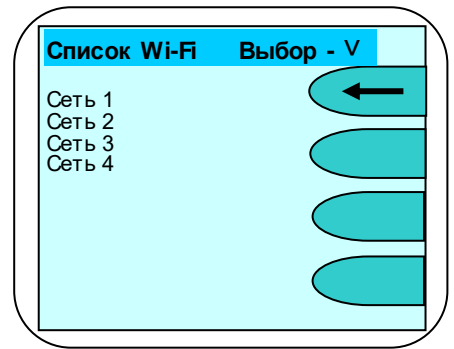 Список Wi-Fi Выбор - V
Сеть 1
Сеть 2
Сеть 3
Сеть 4